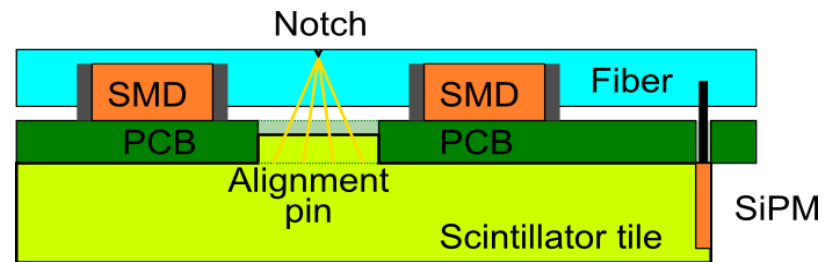 Notch
SMD
SMD
Fiber
PCB
PCB
Alignment
pin
SiPM
Scintillator tile